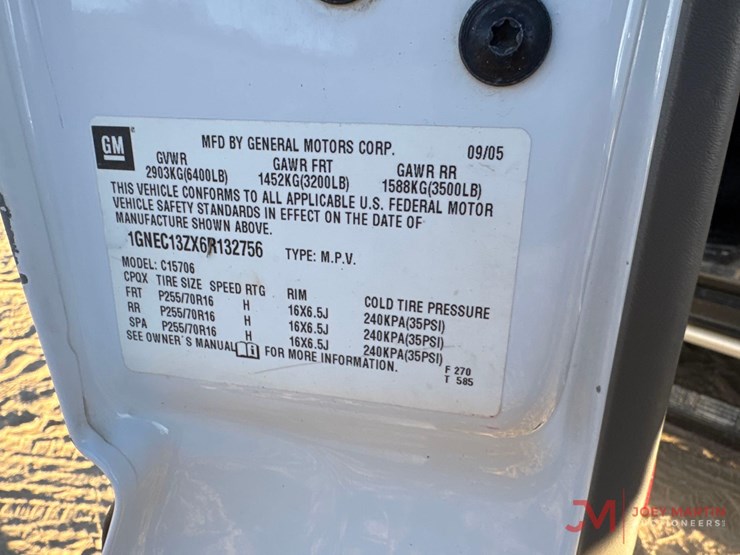 GM
MFD BY GENERAL MOTORS CORP. 09/05
GVWR GAWR FRT GAWR RR
2903KG(6400LB) 1452KG(3200LB) 1588KG(3500LB)
THIS VEHICLE CONFORMS TO ALL APPLICABLE U.S. FEDERAL MOTOR
VEHICLE SAFETY STANDARDS IN EFFECT ON THE DATE OF
MANUFACTURE SHOWN ABOVE.
1GNEC13ZX6R132756 TYPE: M.P.V.
MODEL: C15706
CPQX TIRE SIZE SPEED RTG RIM COLD TIRE PRESSURE
FRT P255/70R16 H 16X6.5J 240KPA(35PSI)
RR P255/70R16 H 16X6.5J 240KPA(35PSI)
SPA P255/70R16 H 16X6.5J 240KPA(35PSI)
SEE OWNER'S MANUAL FOR MORE INFORMATION.
F 270
T 585
JM JOEY MARTIN
AUCTIONEERS